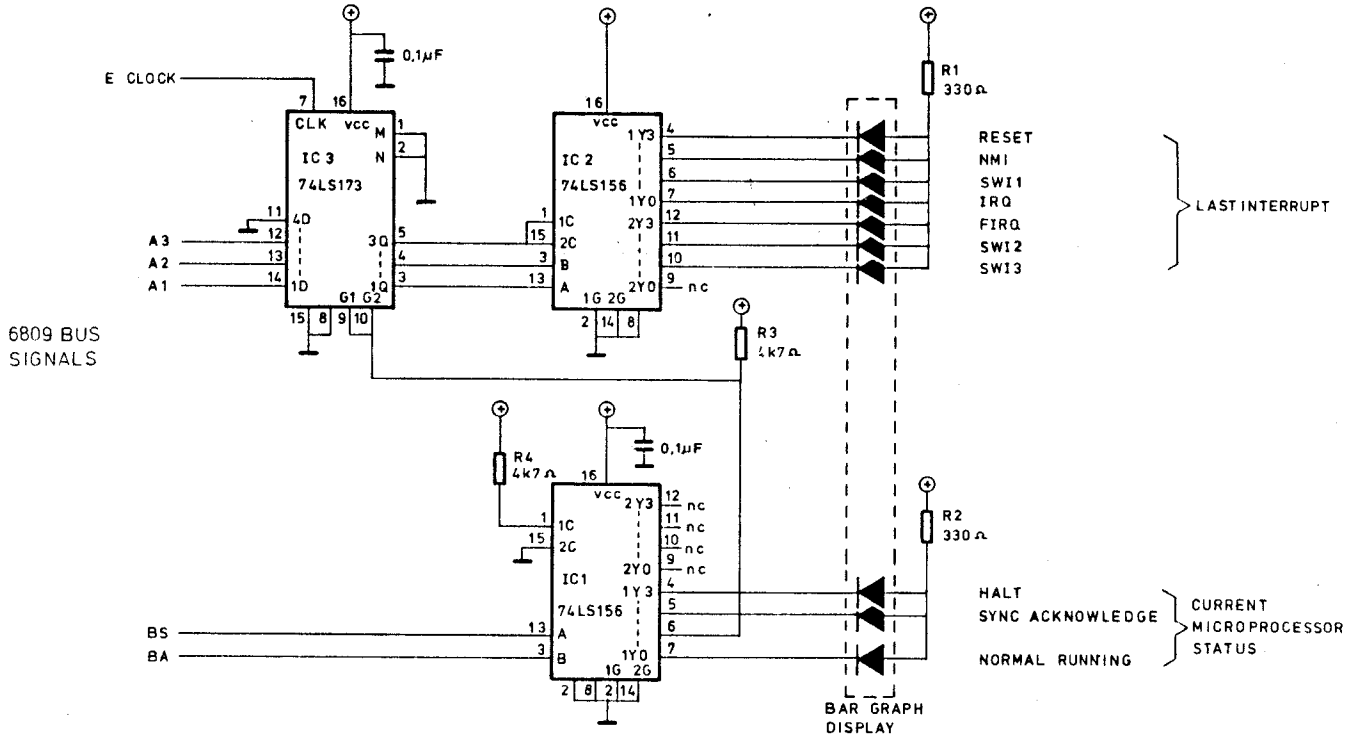 E CLOCK
0,1µF
7
16
CLK
VCC
M
1
N
2
IC 3
74LS173
11
4D
A3
12
3Q
5
A2
13
4
A1
14
1D
1Q
3
G1 G2
15
8
9
10
6809 BUS
SIGNALS
16
VCC
1Y3
4
5
IC 2
74LS156
6
1Y0
7
1
1C
2Y3
12
15
2C
11
3
B
10
13
A
2Y0
9
nc
1G 2G
2
14
8
R1
330Ω
RESET
NMI
SWI1
IRQ
FIRQ
SWI2
SWI3
LAST INTERRUPT
R3
4k7Ω
R4
4k7Ω
0,1µF
16
VCC
2Y3
12
nc
11
nc
10
nc
2Y0
9
nc
1
1C
15
2C
IC1
74LS156
1Y3
4
5
6
1Y0
7
BS
13
A
BA
3
B
1G 2G
2
8
2
14
R2
330Ω
HALT
SYNC ACKNOWLEDGE
NORMAL RUNNING
CURRENT
MICROPROCESSOR
STATUS
BAR GRAPH
DISPLAY